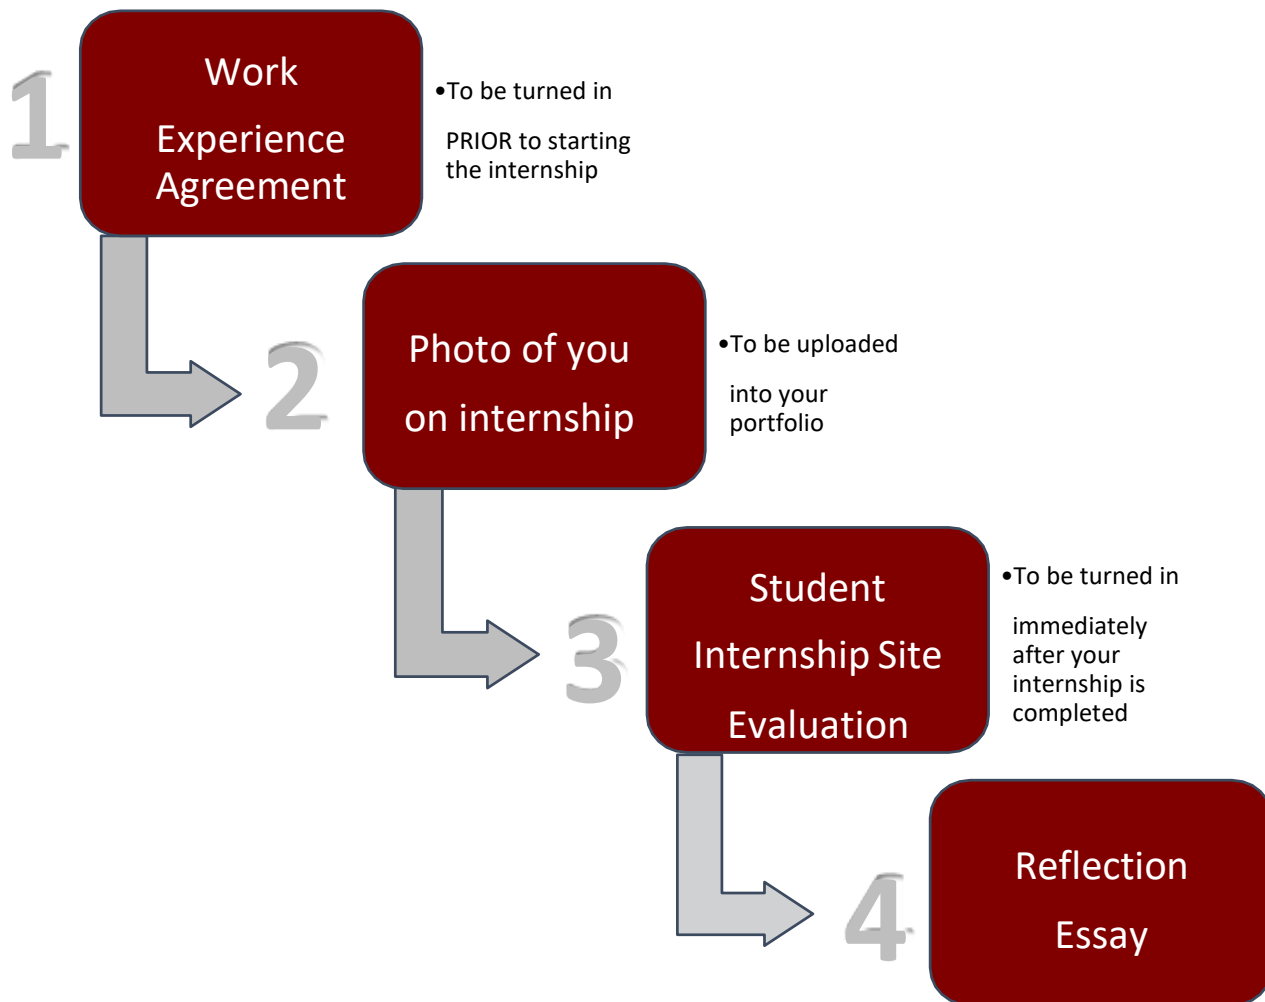 1
Work
Experience
Agreement
•To be turned in
PRIOR to starting
the internship
2
Photo of you
on internship
•To be uploaded
into your
portfolio
3
Student
Internship Site
Evaluation
•To be turned in
immediately
after your
internship is
completed
4
Reflection
Essay